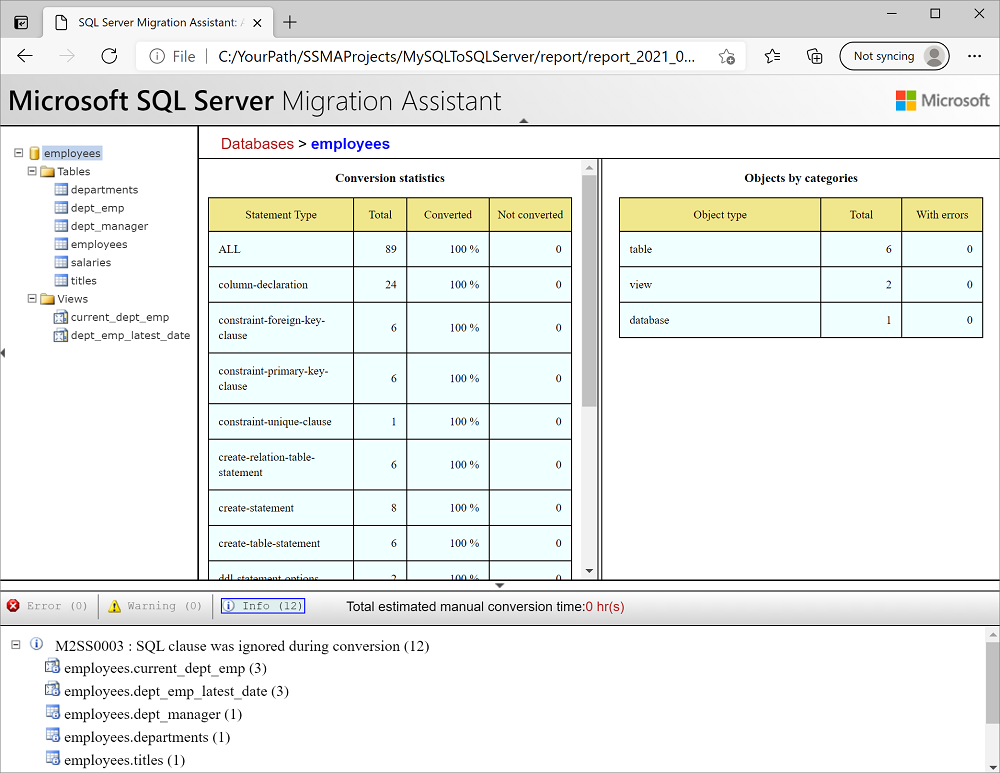 SQL Server Migration Assistant: A
File
C:/YourPath/SSMAProjects/MySQLToSQLServer/report/report_2021_0...
Not syncing
Microsoft SQL Server Migration Assistant
Microsoft
employees
Tables
departments
dept_emp
dept_manager
employees
salaries
titles
Views
current_dept_emp
dept_emp_latest_date
Databases > employees
Conversion statistics
Statement Type Total Converted Not converted
ALL 89 100 % 0
column-declaration 24 100 % 0
constraint-foreign-key-
clause 6 100 % 0
constraint-primary-key-
clause 6 100 % 0
constraint-unique-clause 1 100 % 0
create-relation-table-
statement 6 100 % 0
create-statement 8 100 % 0
create-table-statement 6 100 % 0
ddl-statement-options 2 100 % 0
Objects by categories
Object type Total With errors
table 6 0
view 2 0
database 1 0
Error (0) Warning (0) Info (12) Total estimated manual conversion time:0 hr(s)
M2SS0003 : SQL clause was ignored during conversion (12)
employees.current_dept_emp (3)
employees.dept_emp_latest_date (3)
employees.dept_manager (1)
employees.departments (1)
employees.titles (1)